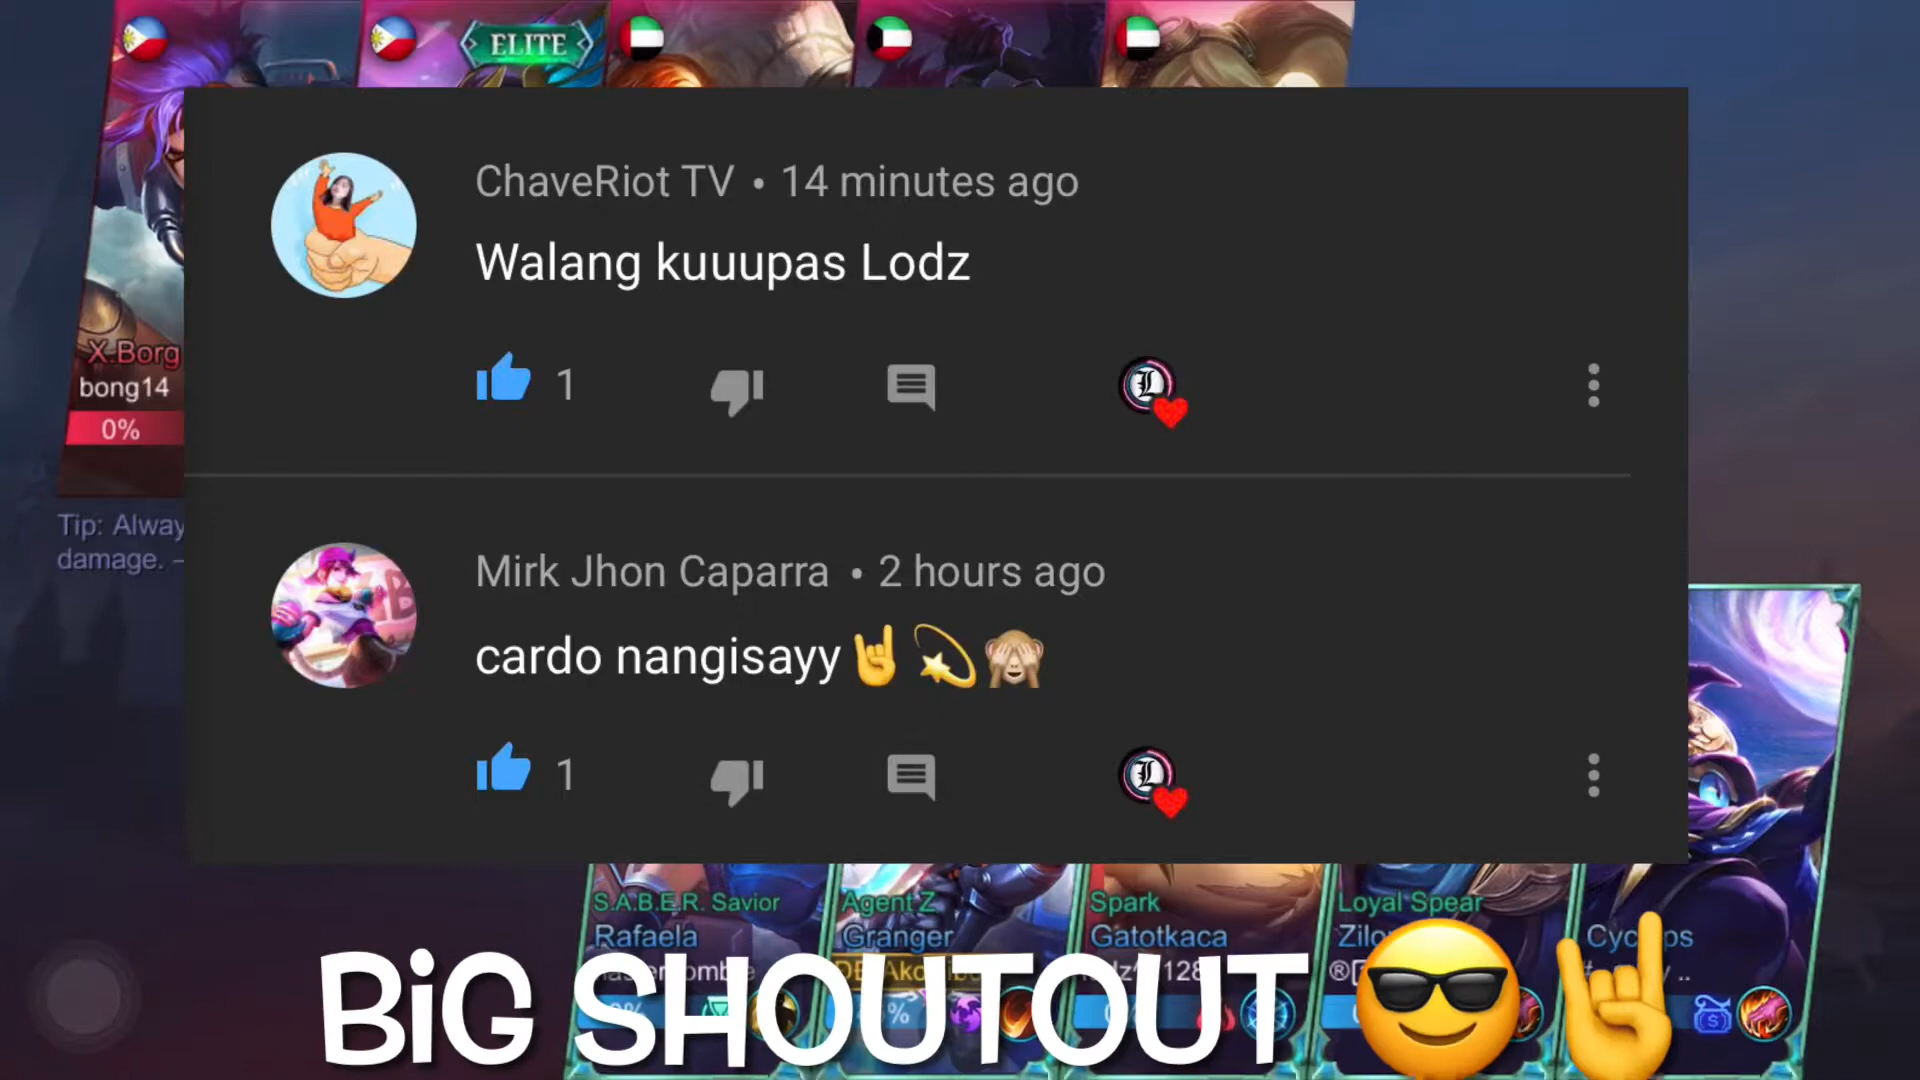 ELITE
ChaveRiot TV • 14 minutes ago
Walang kuuupas Lodz
1
X.Borg
bong14
0%
Tip: Alway
damage. –
Mirk Jhon Caparra • 2 hours ago
cardo nangisayy
1
S.A.B.E.R. Savior
Rafaela
Agent Z
Granger
Spark
Gatotkaca
Loyal Spear
BiG SHOUTOUT